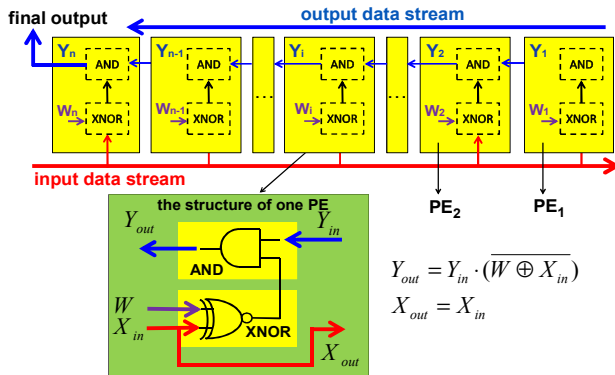 output data stream
final output
Yn Yn-1 Yi Y2 Y1
AND AND ... AND ... AND AND
Wn Wn-1 Wi W2 W1
XNOR XNOR XNOR XNOR XNOR
input data stream
the structure of one PE
PE2 PE1
Yout Yin
AND
W
Xin XNOR
Xout
Yout = Yin · (\overline{W ⊕ Xin})
Xout = Xin